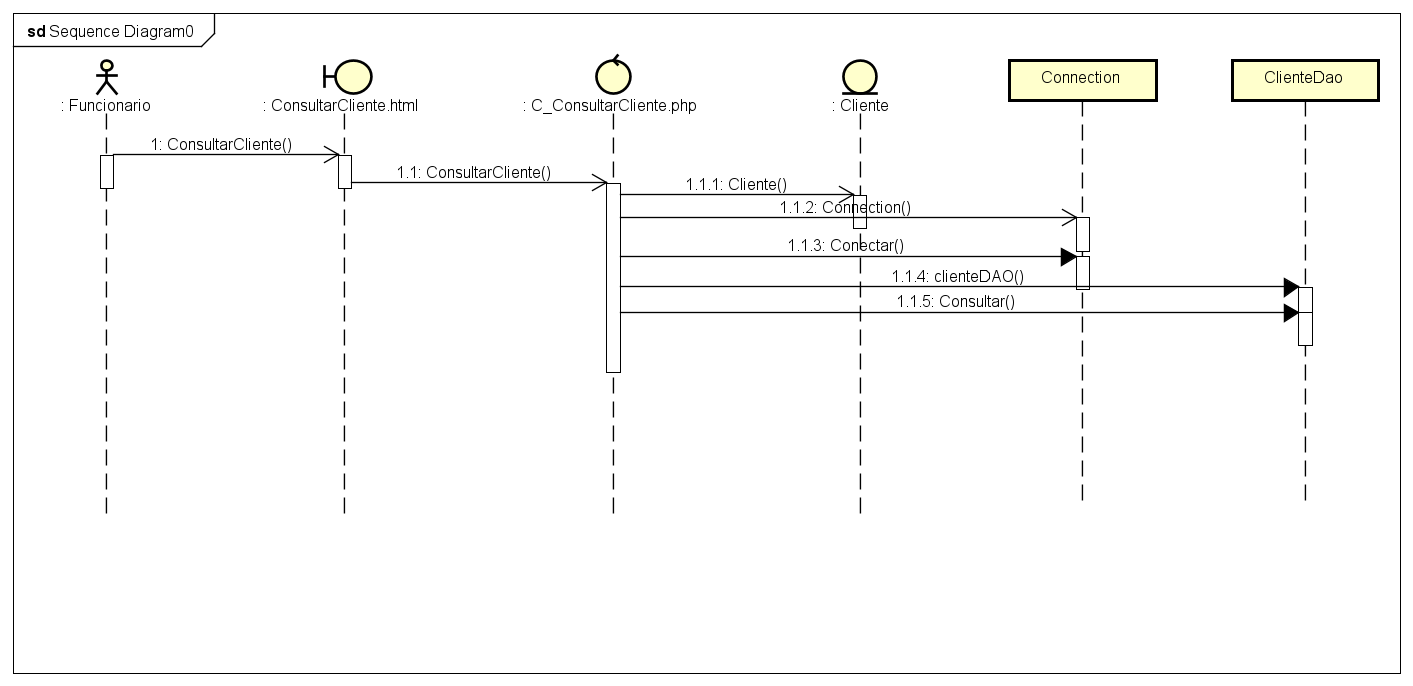 sd Sequence Diagram0
: Funcionario
: ConsultarCliente.html
: C_ConsultarCliente.php
: Cliente
Connection
ClienteDao
1: ConsultarCliente()
1.1: ConsultarCliente()
1.1.1: Cliente()
1.1.2: Connection()
1.1.3: Conectar()
1.1.4: clienteDAO()
1.1.5: Consultar()